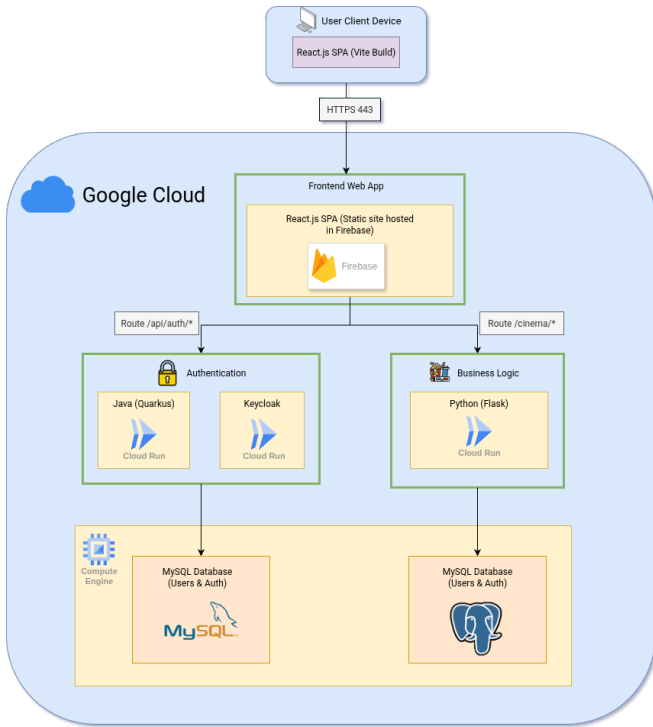 User Client Device
React.js SPA (Vite Build)
HTTPS 443
Google Cloud
Frontend Web App
React.js SPA (Static site hosted
in Firebase)
Firebase
Route /api/auth/*
Route /cinema/*
Authentication
Business Logic
Java (Quarkus)
Keycloak
Python (Flask)
Cloud Run
Cloud Run
Cloud Run
Compute
Engine
MySQL Database
(Users & Auth)
MySQL
MySQL Database
(Users & Auth)